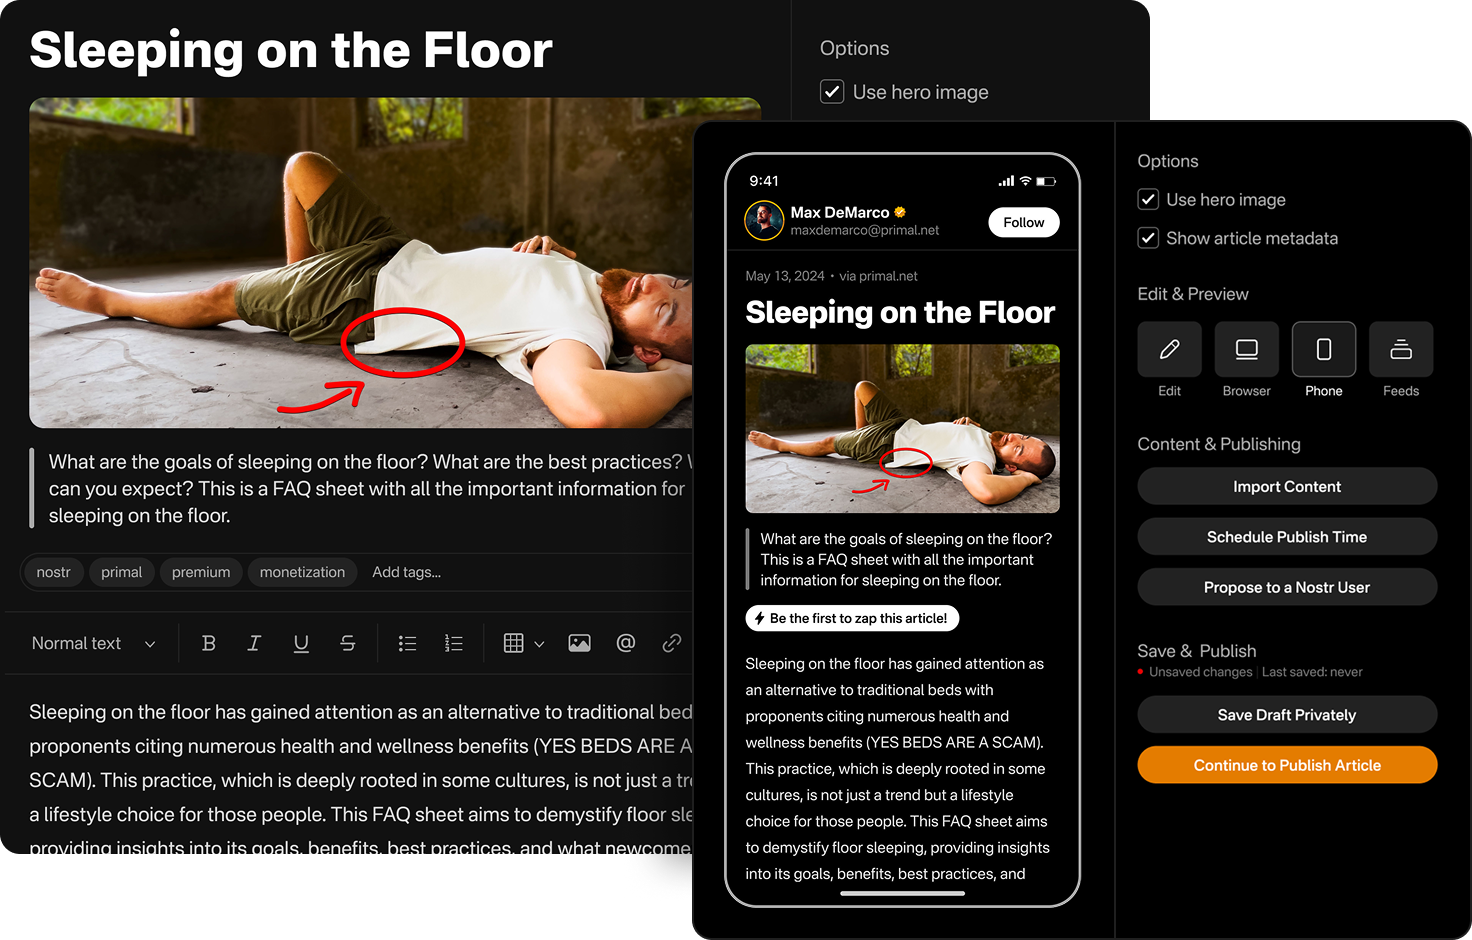 Sleeping on the Floor
Options
Use hero image
What are the goals of sleeping on the floor? What are the best practices?
can you expect? This is a FAQ sheet with all the important information for
sleeping on the floor.
nostr
primal
premium
monetization
Add tags...
Normal text
B I U S
Sleeping on the floor has gained attention as an alternative to traditional bed
proponents citing numerous health and wellness benefits (YES BEDS ARE A
SCAM). This practice, which is deeply rooted in some cultures, is not just a
a lifestyle choice for those people. This FAQ sheet aims to demystify floor
providing insights into its goals, benefits, best practices, and what newcome
9:41
Max DeMarco
maxdemarco@primal.net
Follow
May 13, 2024 • via primal.net
Sleeping on the Floor
What are the goals of sleeping on the floor?
This is a FAQ sheet with all the important
information for sleeping on the floor.
Be the first to zap this article!
Sleeping on the floor has gained attention as
an alternative to traditional beds with
proponents citing numerous health and
wellness benefits (YES BEDS ARE A SCAM).
This practice, which is deeply rooted in some
cultures, is not just a trend but a lifestyle
choice for those people. This FAQ sheet aims
to demystify floor sleeping, providing insights
into its goals, benefits, best practices, and
Options
Use hero image
Show article metadata
Edit & Preview
Edit
Browser
Phone
Feeds
Content & Publishing
Import Content
Schedule Publish Time
Propose to a Nostr User
Save & Publish
Unsaved changes | Last saved: never
Save Draft Privately
Continue to Publish Article